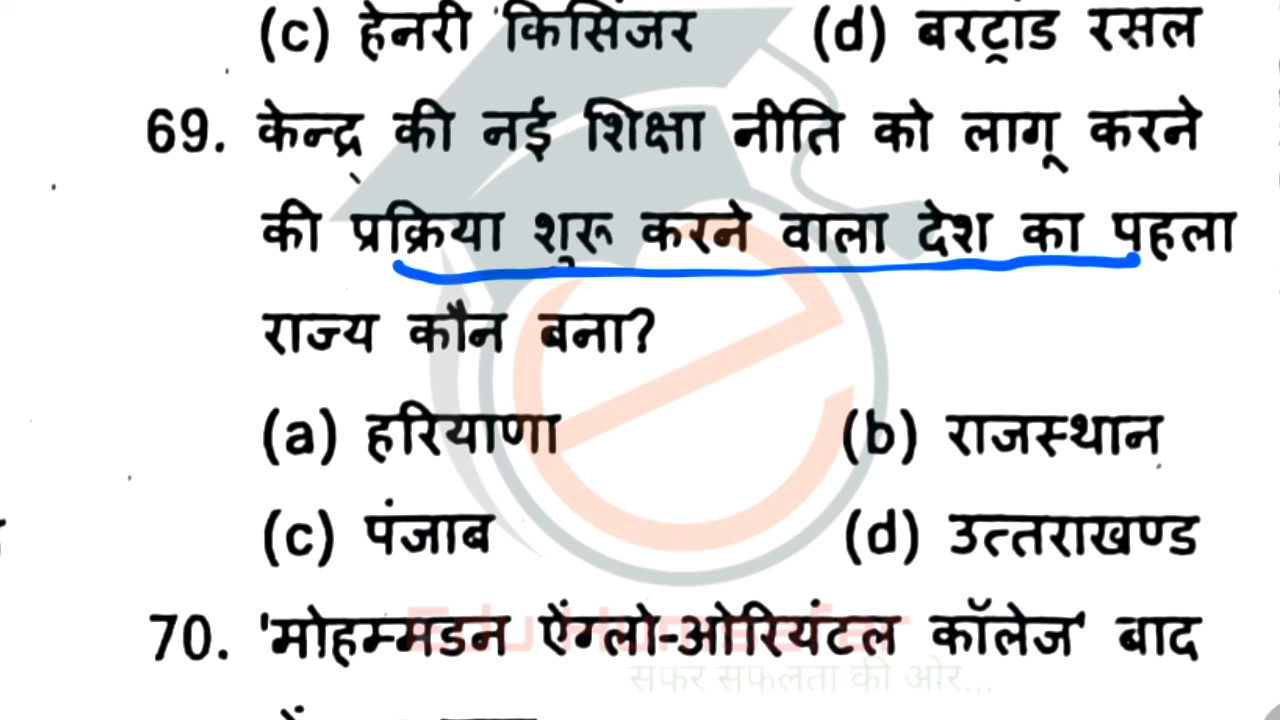 (c) हेनरी किसिंजर (d) बरट्रांड रसल
69. केन्द्र की नई शिक्षा नीति को लागू करने
की प्रक्रिया शुरू करने वाला देश का पहला
राज्य कौन बना?
(a) हरियाणा (b) राजस्थान
(c) पंजाब (d) उत्तराखण्ड
70. 'मोहम्मडन ऐंग्लो-ओरियंटल कॉलेज' बाद
सफर सफलता की ओर...